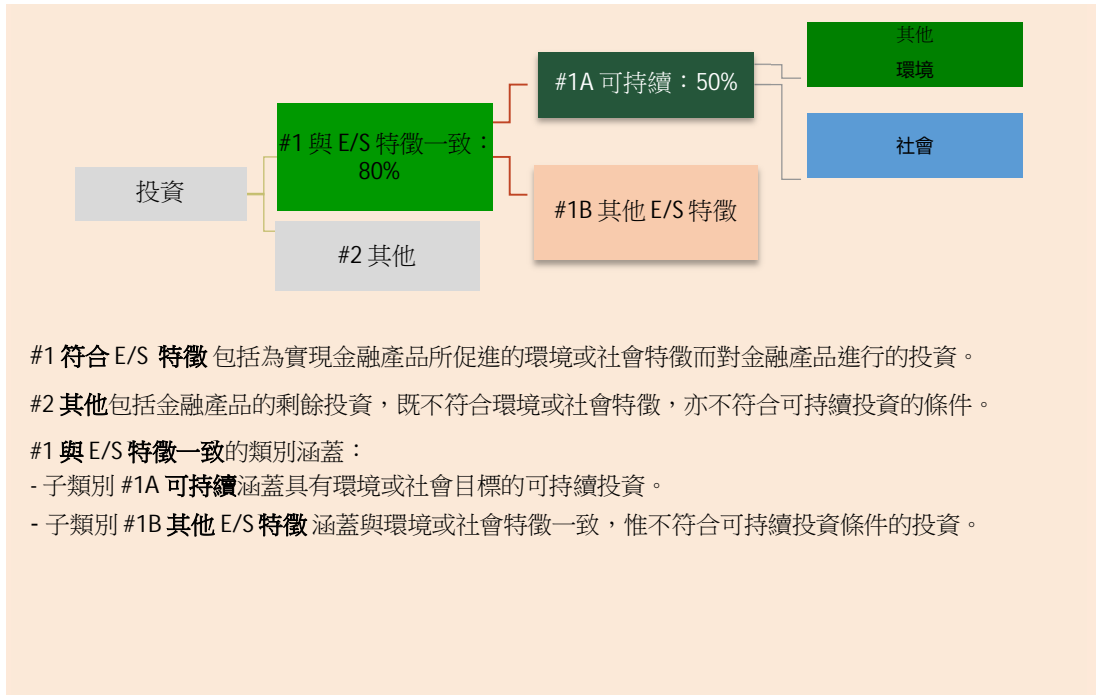 其他
環境
#1A 可持續：50%
#1 與 E/S 特徵一致：
80%
社會
投資
#1B 其他 E/S 特徵
#2 其他
#1 符合 E/S 特徵 包括為實現金融產品所促進的環境或社會特徵而對金融產品進行的投資。
#2 其他包括金融產品的剩餘投資，既不符合環境或社會特徵，亦不符合可持續投資的條件。
#1 與 E/S 特徵一致的類別涵蓋：
- 子類別 #1A 可持續涵蓋具有環境或社會目標的可持續投資。
- 子類別 #1B 其他 E/S 特徵 涵蓋與環境或社會特徵一致，惟不符合可持續投資條件的投資。